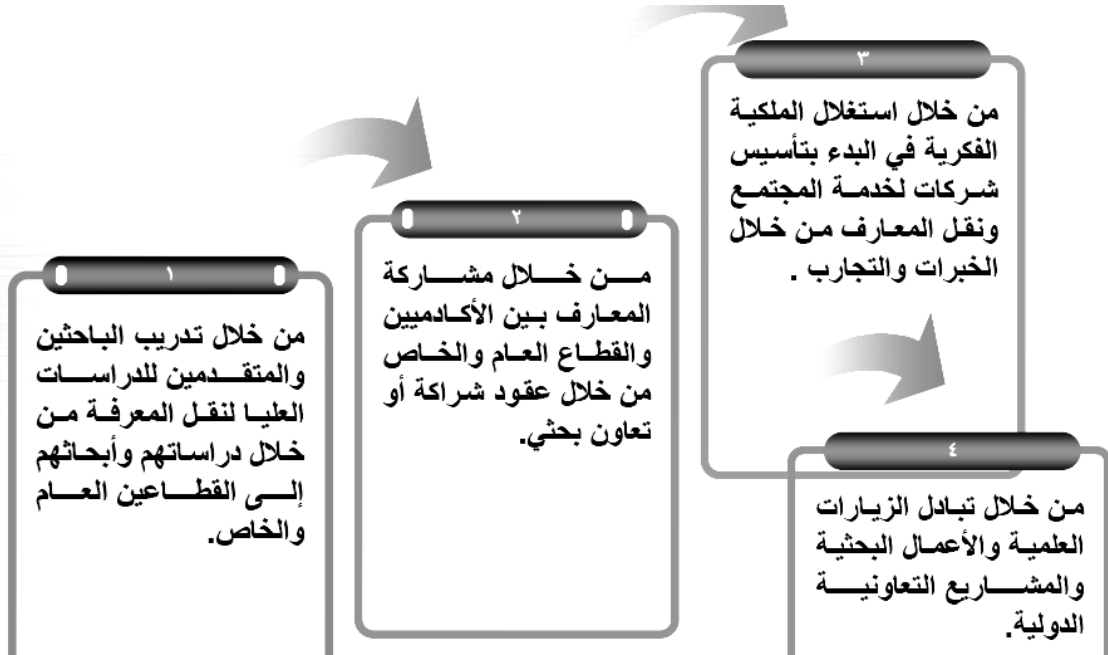 ١
من خلال تدريب الباحثين
والمتقدمين للدراسات
العليا لنقل المعرفة من
خلال دراساتهم وأبحاثهم
إلى القطاعين العام
والخاص.
٢
من خلال مشاركة
المعارف بين الأكادميين
والقطاع العام والخاص
من خلال عقود شراكة أو
تعاون بحثي.
٣
من خلال استغلال الملكية
الفكرية في البدء بتأسيس
شركات لخدمة المجتمع
ونقل المعارف من خلال
الخبرات والتجارب .
٤
من خلال تبادل الزيارات
العلمية والأعمال البحثية
والمشاريع التعاونية
الدولية.